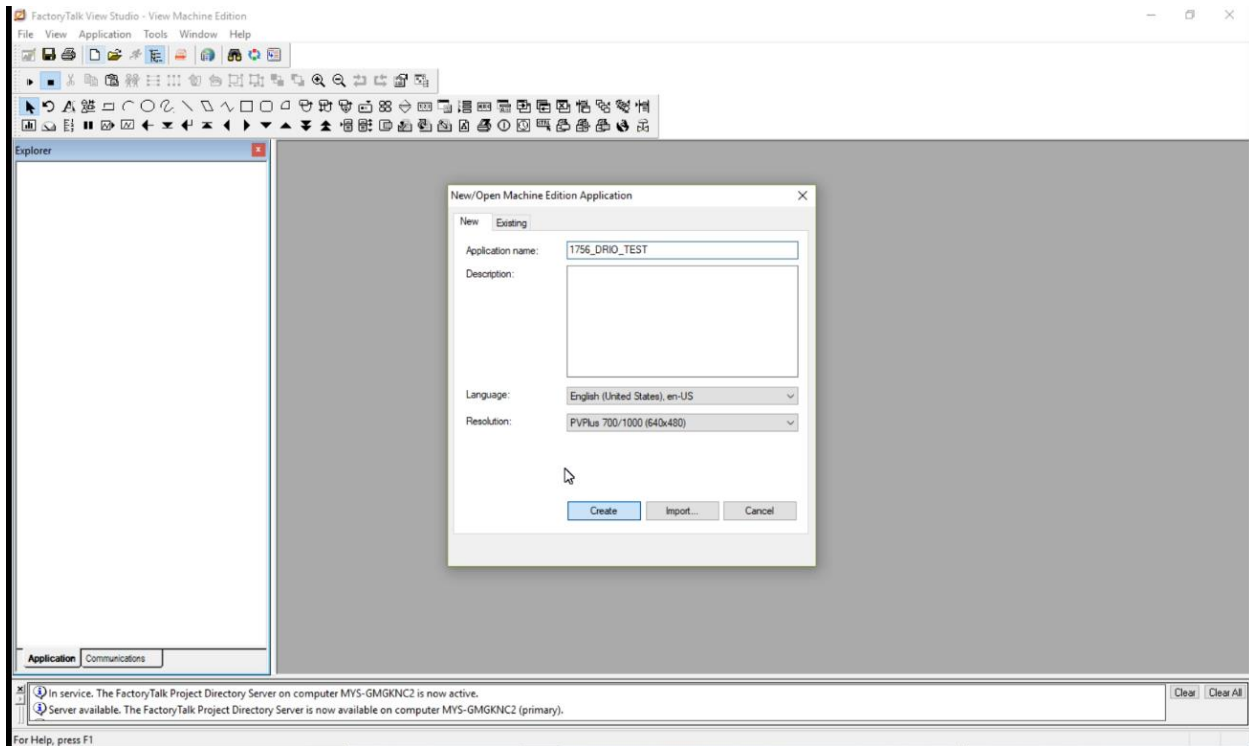 FactoryTalk View Studio - View Machine Edition
File View Application Tools Window Help
Explorer
New/Open Machine Edition Application
New Existing
Application name: 1756_DRIO_TEST
Description:
Language: English (United States), en-US
Resolution: PVPlus 700/1000 (640x480)
Create Import... Cancel
Application Communications
In service. The FactoryTalk Project Directory Server on computer MYS-GMGKNC2 is now active.
Clear Clear All
Server available. The FactoryTalk Project Directory Server is now available on computer MYS-GMGKNC2 (primary).
For Help, press F1